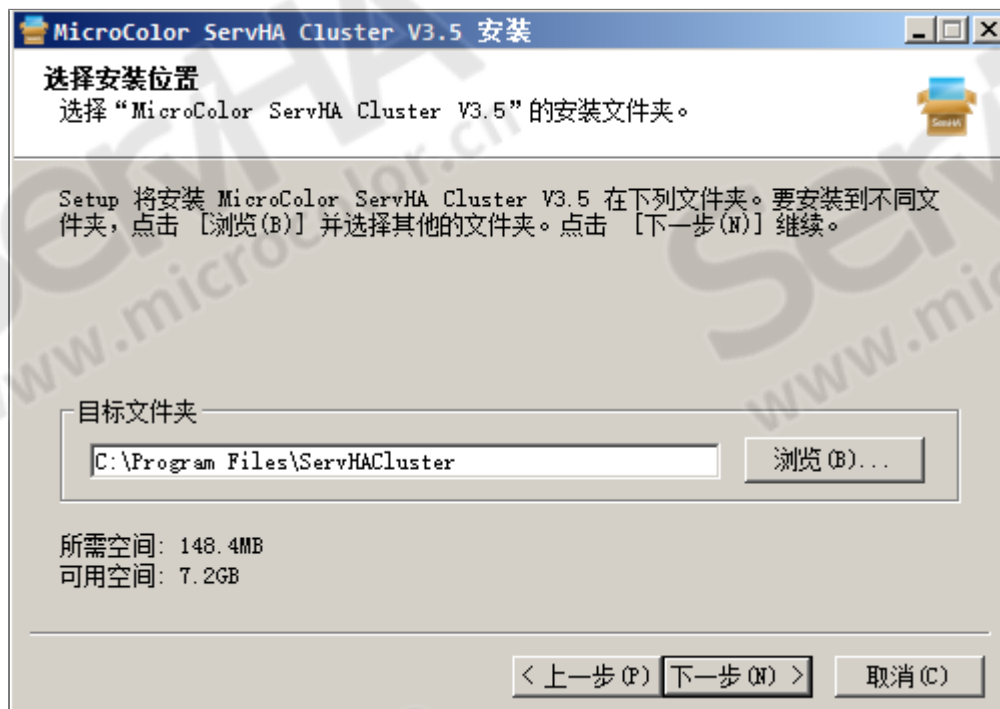 MicroColor ServHA Cluster V3.5 安装
选择安装位置
选择“MicroColor ServHA Cluster V3.5”的安装文件夹。
ServHA
Setup 将安装 MicroColor ServHA Cluster V3.5 在下列文件夹。要安装到不同文
件夹，点击 [浏览(B)] 并选择其他的文件夹。点击 [下一步(N)] 继续。
目标文件夹
C:\Program Files\ServHACluster
浏览(B)...
所需空间: 148.4MB
可用空间: 7.2GB
< 上一步(P)
下一步(N) >
取消(C)